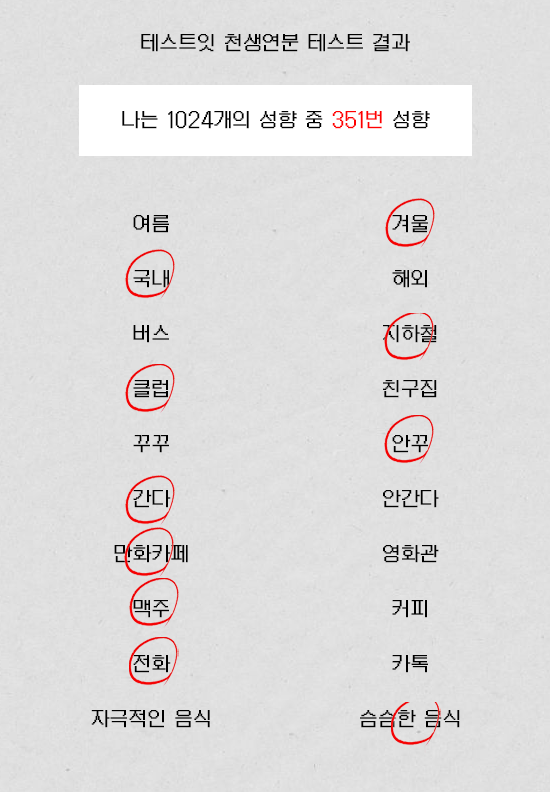 테스트잇 천생연분 테스트 결과
나는 1024개의 성향 중 351번 성향
여름 겨울
국내 해외
버스 지하철
클럽 친구집
꾸꾸 안꾸
간다 안간다
만화카페 영화관
맥주 커피
전화 카톡
자극적인 음식 슴슴한 음식